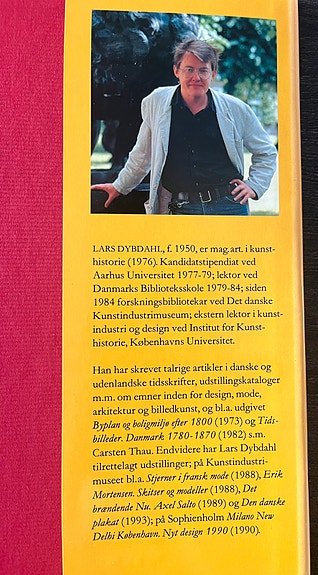 LARS DYBDAHL, f. 1950, er mag. art. i kunst-
historie (1976). Kandidatstipendiat ved
Aarhus Universitet 1977-79; lektor ved
Danmarks Biblioteksskole 1979-84; siden
1984 forskningsbibliotekar ved Det danske
Kunstindustrimuseum; ekstern lektor i kunst-
industri og design ved Institut for Kunst-
historie, Københavns Universitet.
Han har skrevet talrige artikler i danske og
udenlandske tidsskrifter, udstillingskataloger
m.m. om emner inden for design, mode,
arkitektur og billedkunst, og bl.a. udgivet
Byplan og boligmiljø efter 1800 (1973) og Tids-
billeder. Danmark 1780-1870 (1982) s.m.
Carsten Thau. Endvidere har Lars Dybdahl
tilrettelagt udstillinger; på Kunstindustri-
museet bl.a. Stjerner i fransk mode (1988), Erik
Mortensen. Skitser og modeller (1988), Det
brændende Nu. Axel Salto (1989) og Den danske
plakat (1993); på Sophienholm Milano New
Delhi København. Nyt design 1990 (1990).